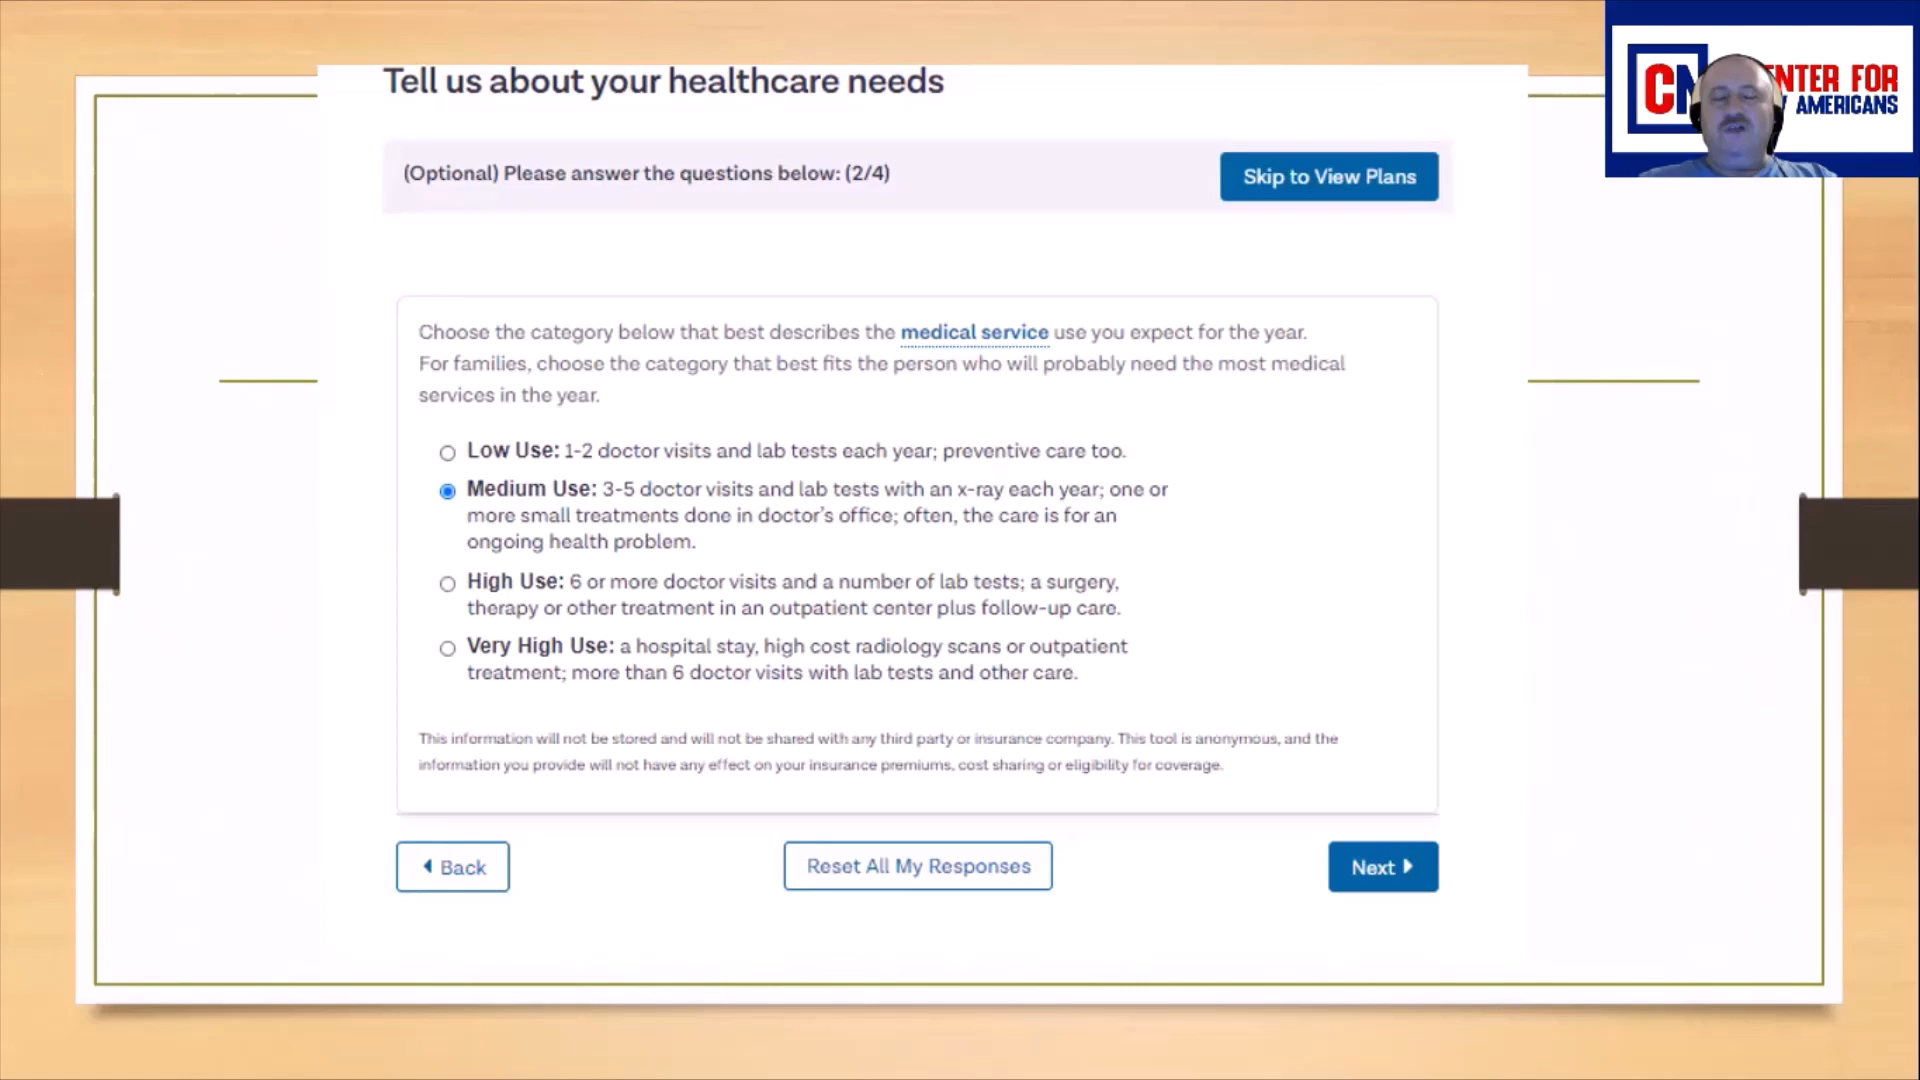 Tell us about your healthcare needs
(Optional) Please answer the questions below: (2/4)
Skip to View Plans
Choose the category below that best describes the medical service use you expect for the year.
For families, choose the category that best fits the person who will probably need the most medical
services in the year.
Low Use: 1-2 doctor visits and lab tests each year; preventive care too.
Medium Use: 3-5 doctor visits and lab tests with an x-ray each year; one or
more small treatments done in doctor's office; often, the care is for an
ongoing health problem.
High Use: 6 or more doctor visits and a number of lab tests; a surgery,
therapy or other treatment in an outpatient center plus follow-up care.
Very High Use: a hospital stay, high cost radiology scans or outpatient
treatment; more than 6 doctor visits with lab tests and other care.
This information will not be stored and will not be shared with any third party or insurance company. This tool is anonymous, and the
information you provide will not have any effect on your insurance premiums, cost sharing or eligibility for coverage.
Back
Reset All My Responses
Next
FOR
AMERICANS